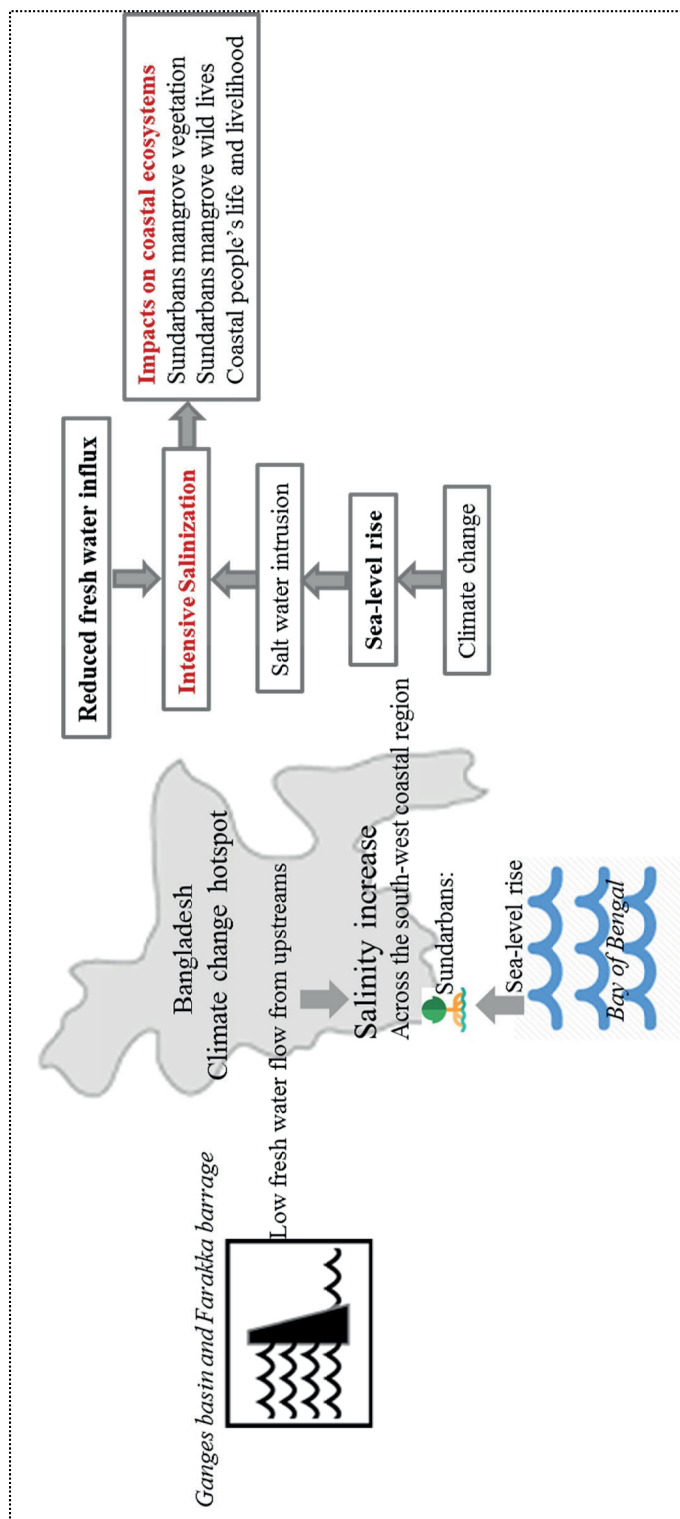 Ganges basin and Farakka barrage
Bangladesh
Climate change hotspot
Low fresh water flow from upstreams
Salinity increase
Across the south-west coastal region
Sundarbans:
Sea-level rise
Bay of Bengal
Reduced fresh water influx
Intensive Salinization
Salt water intrusion
Sea-level rise
Climate change
Impacts on coastal ecosystems
Sundarbans mangrove vegetation
Sundarbans mangrove wild lives
Coastal people's life and livelihood